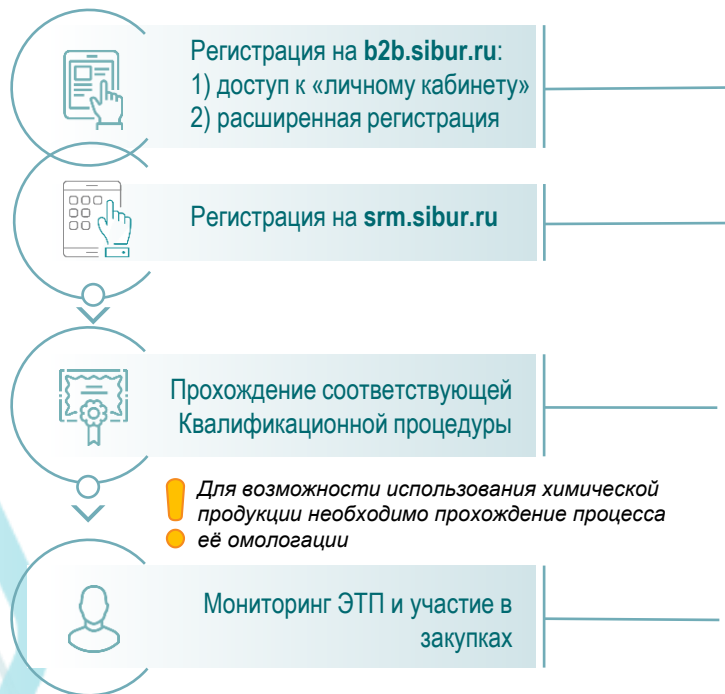 Регистрация на b2b.sibur.ru:
1) доступ к «личному кабинету»
2) расширенная регистрация
Регистрация на srm.sibur.ru
Прохождение соответствующей
Квалификационной процедуры
Для возможности использования химической
продукции необходимо прохождение процесса
её омологации
Мониторинг ЭТП и участие в
закупках